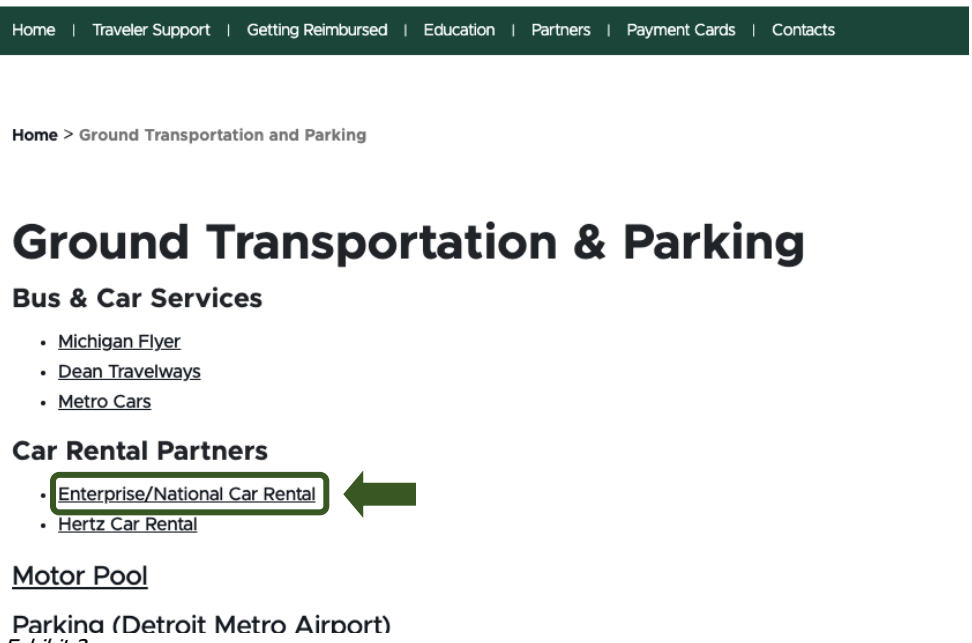 Home | Traveler Support | Getting Reimbursed | Education | Partners | Payment Cards | Contacts
Home > Ground Transportation and Parking
Ground Transportation & Parking
Bus & Car Services
• Michigan Flyer
• Dean Travelways
• Metro Cars
Car Rental Partners
• Enterprise/National Car Rental
• Hertz Car Rental
Motor Pool
Parking (Detroit Metro Airport)